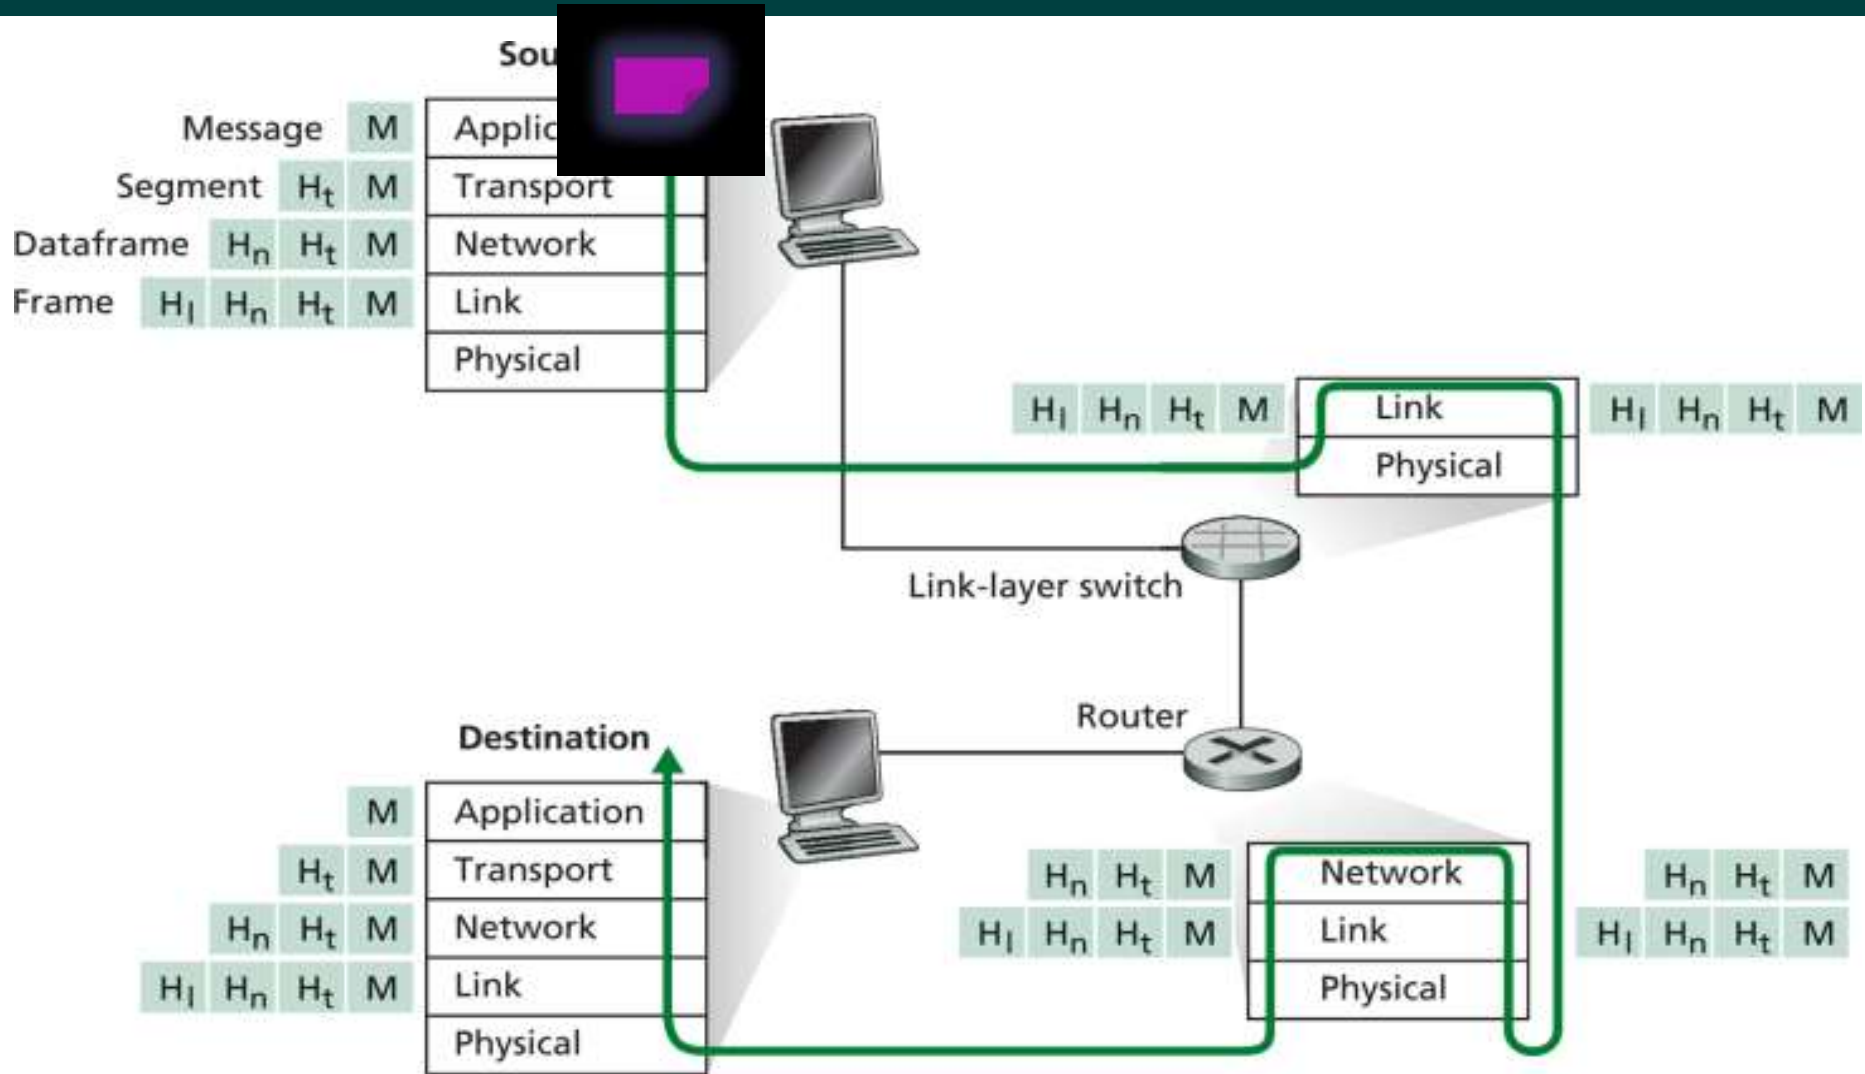 Sou
Message M Applic
Segment Ht M Transport
Dataframe Hn Ht M Network
Frame Hl Hn Ht M Link
Physical
Hl Hn Ht M Link Hl Hn Ht M
Physical
Link-layer switch
Router
Destination
M Application
Ht M Transport
Hn Ht M Network
Hl Hn Ht M Link
Physical
Hn Ht M Network Hn Ht M
Hl Hn Ht M Link Hl Hn Ht M
Physical